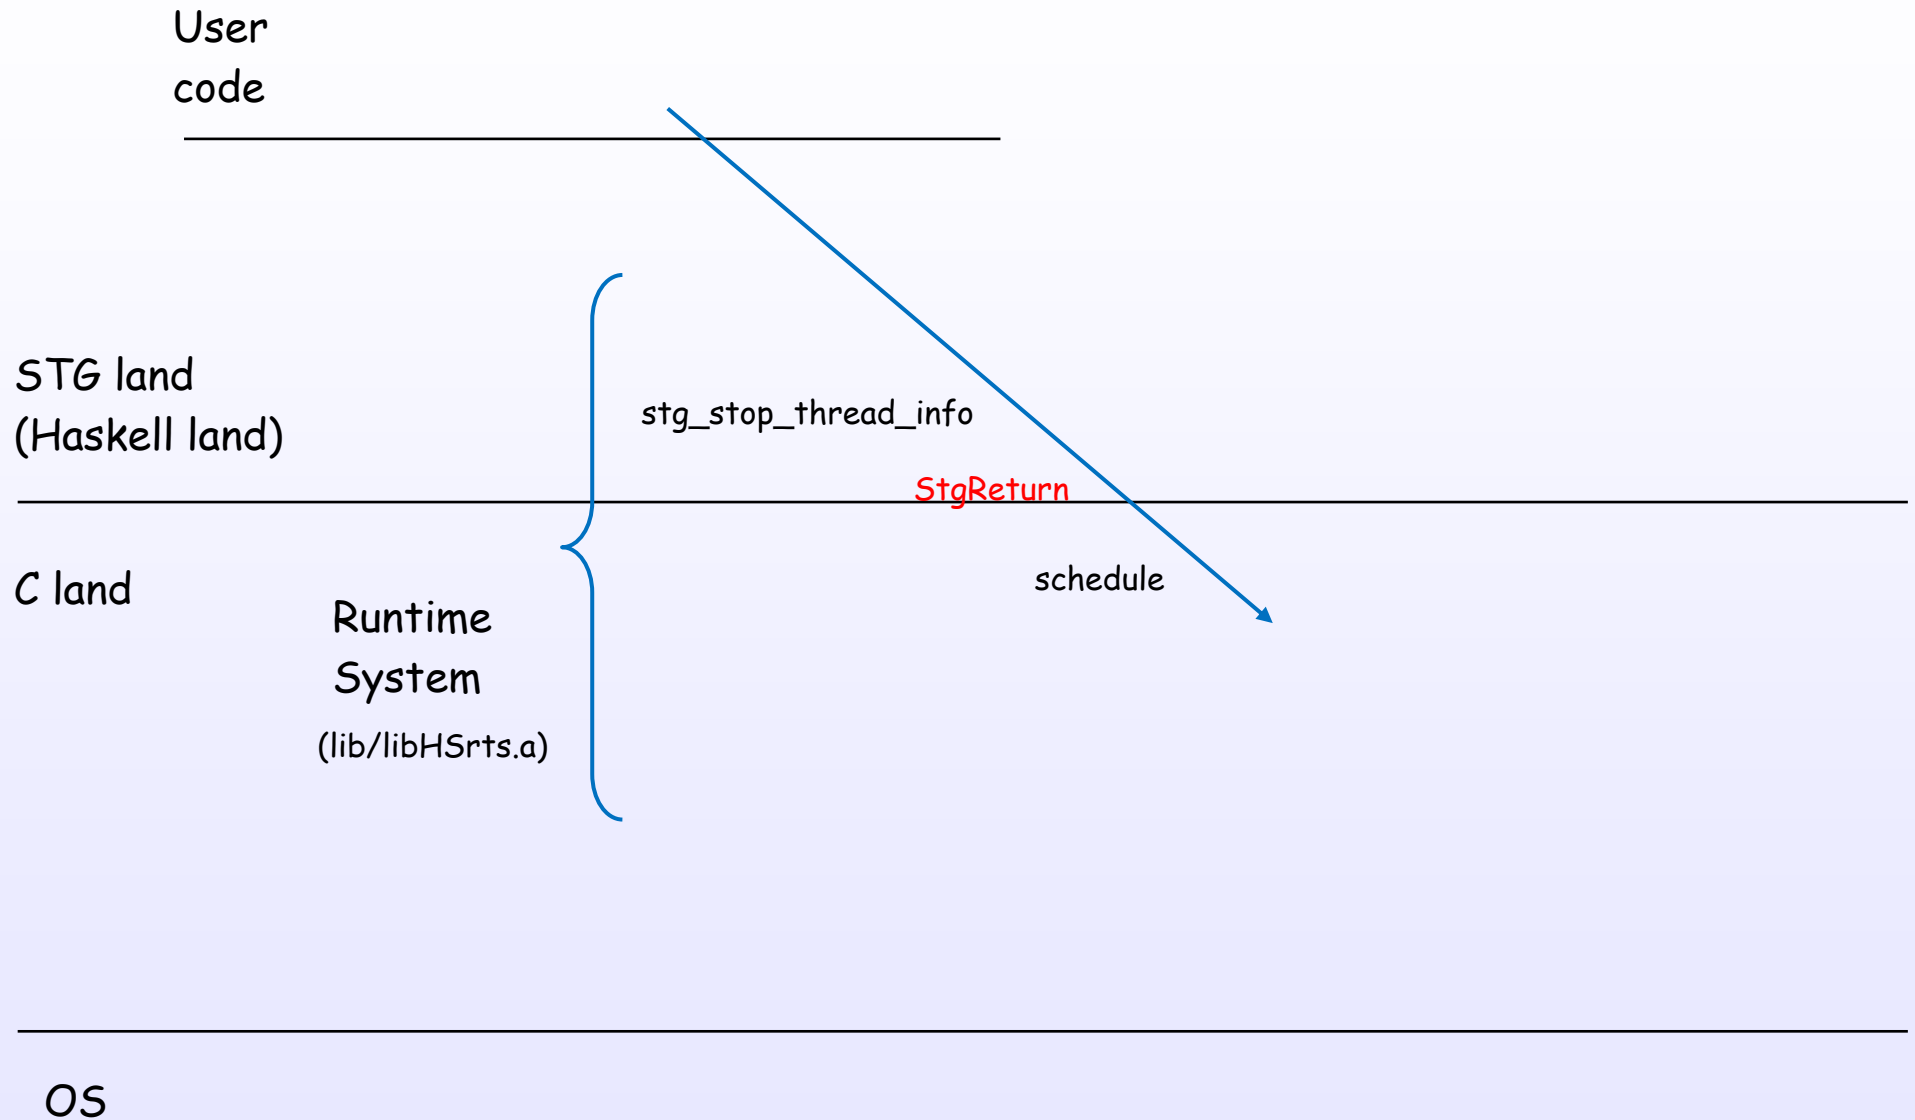 User
code
STG land
(Haskell land)
stg_stop_thread_info
StgReturn
C land
schedule
Runtime
System
(lib/libHSrts.a)
OS